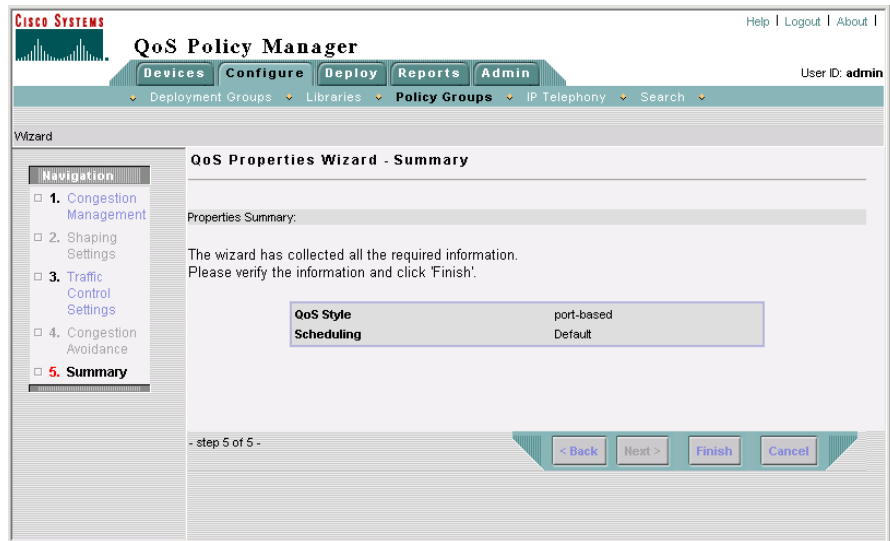 CISCO SYSTEMS
Help | Logout | About |
QoS Policy Manager
Devices Configure Deploy Reports Admin
User ID: admin
Deployment Groups Libraries Policy Groups IP Telephony Search
Wizard
Navigation
1. Congestion
Management
2. Shaping
Settings
3. Traffic
Control
Settings
4. Congestion
Avoidance
5. Summary
QoS Properties Wizard - Summary
Properties Summary:
The wizard has collected all the required information.
Please verify the information and click 'Finish'.
QoS Style port-based
Scheduling Default
- step 5 of 5 -
< Back Next > Finish Cancel